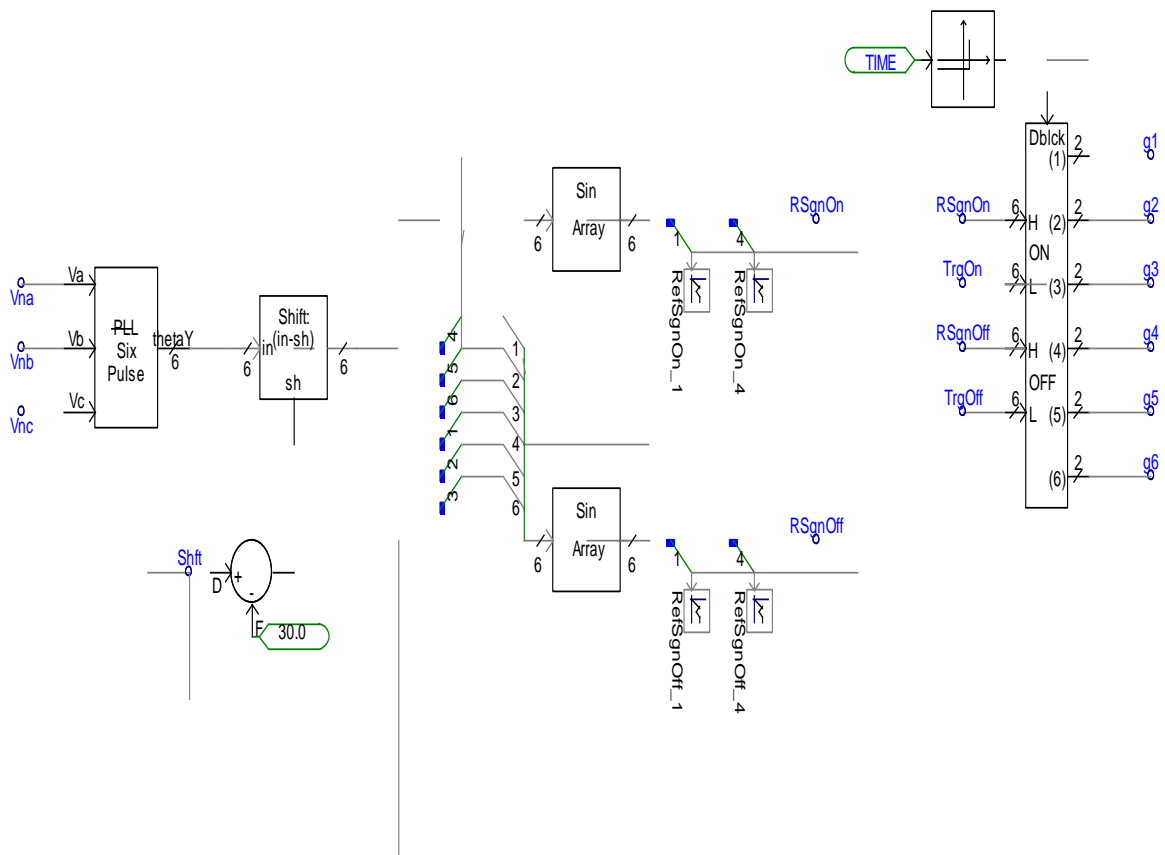 TIME
Dblck
(1)
2
g1
Sin
Array
6
6
RSgnOn
1
4
RefSgnOn_1
RefSgnOn_4
RSgnOn
6
H
(2)
2
g2
ON
TrgOn
6
L
(3)
2
g3
RSgnOff
6
H
(4)
2
g4
OFF
TrgOff
6
L
(5)
2
g5
(6)
2
g6
Vna
Va
Vnb
Vb
Vnc
Vc
PLL
Six
Pulse
thetaY
6
6
Shift:
(in-sh)
in
sh
6
4
5
6
1
2
3
1
2
3
4
5
6
Sin
Array
6
6
RSgnOff
1
4
RefSgnOff_1
RefSgnOff_4
Shft
D
+
-
F
30.0